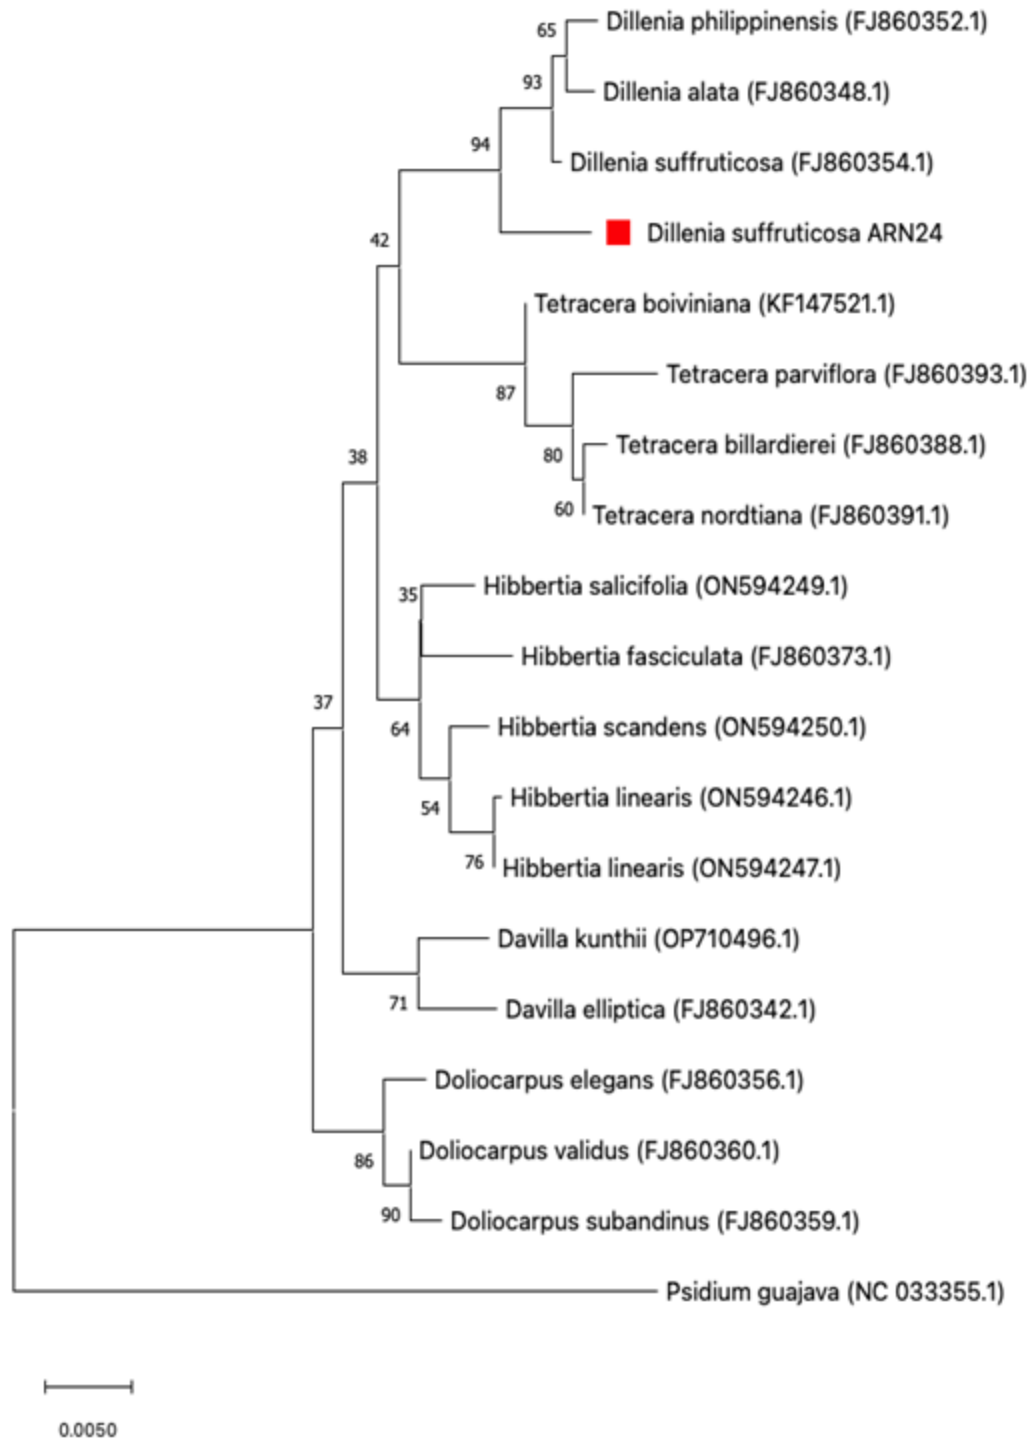 65
Dillenia philippinensis (FJ860352.1)
93
Dillenia alata (FJ860348.1)
94
Dillenia suffruticosa (FJ860354.1)
Dillenia suffruticosa ARN24
42
Tetracera boiviniana (KF147521.1)
Tetracera parviflora (FJ860393.1)
87
Tetracera billardierei (FJ860388.1)
80
38
60
Tetracera nordtiana (FJ860391.1)
Hibbertia salicifolia (ON594249.1)
35
Hibbertia fasciculata (FJ860373.1)
37
Hibbertia scandens (ON594250.1)
64
Hibbertia linearis (ON594246.1)
54
76
Hibbertia linearis (ON594247.1)
Davilla kunthii (OP710496.1)
71
Davilla elliptica (FJ860342.1)
Doliocarpus elegans (FJ860356.1)
Doliocarpus validus (FJ860360.1)
86
90
Doliocarpus subandinus (FJ860359.1)
Psidium guajava (NC 033355.1)
0.0050